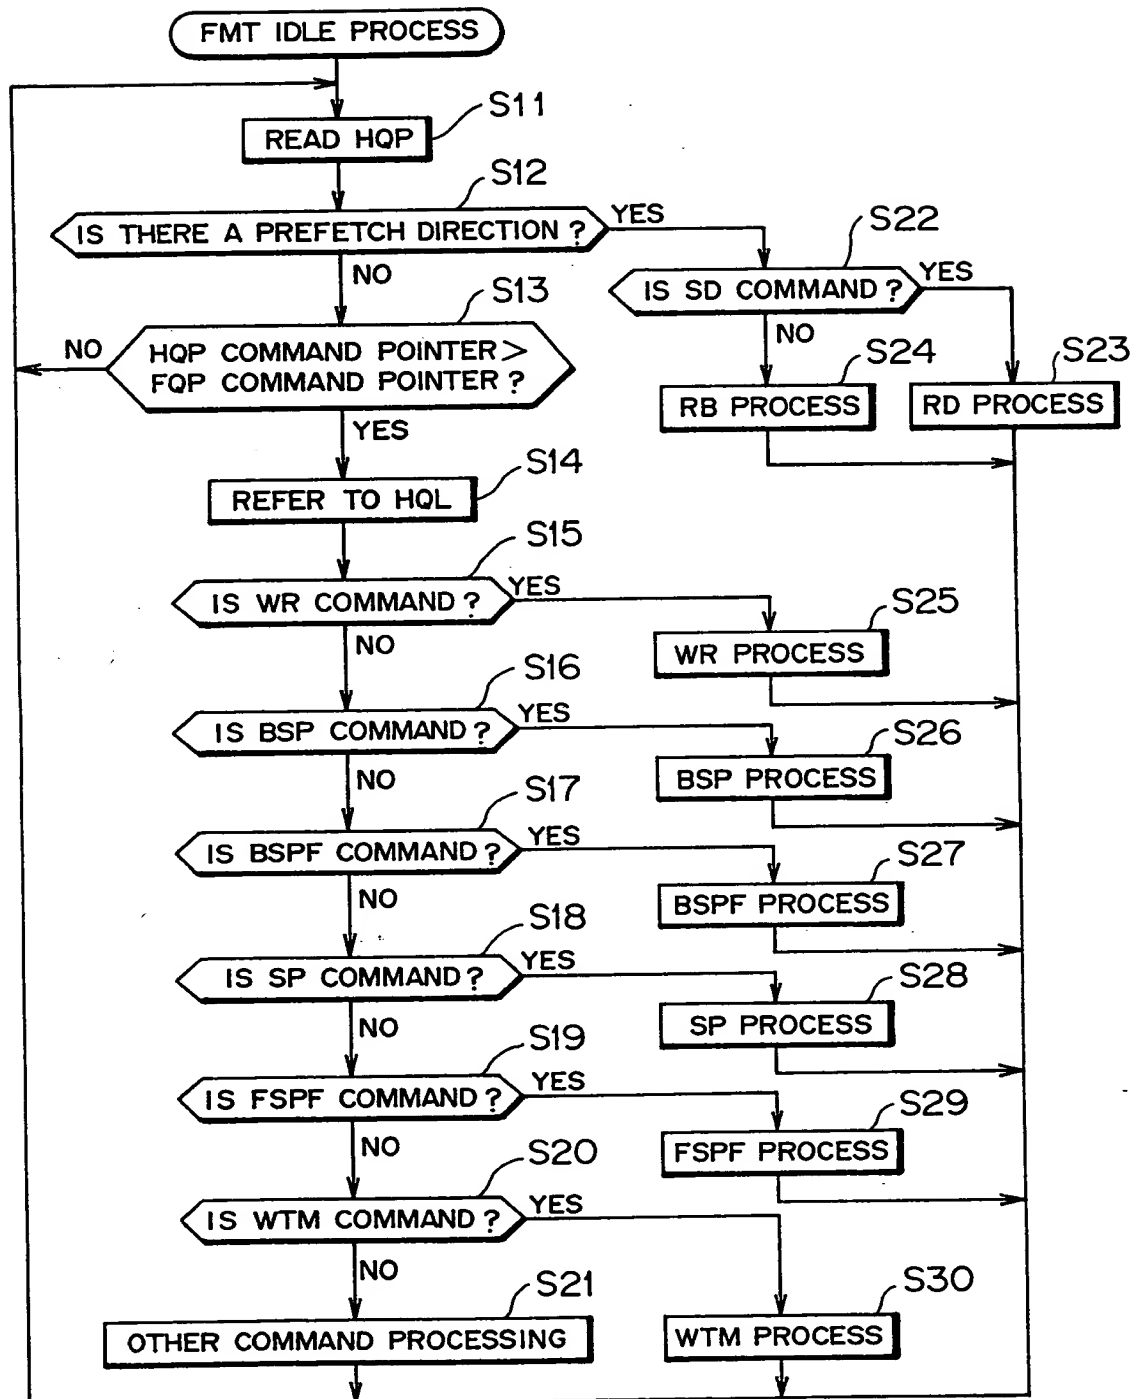 FMT IDLE PROCESS
S11
READ HQP
S12
IS THERE A PREFETCH DIRECTION?
YES
NO
S22
IS SD COMMAND?
YES
NO
S13
HQP COMMAND POINTER>
FQP COMMAND POINTER?
NO
YES
S24
RB PROCESS
S23
RD PROCESS
S14
REFER TO HQL
S15
IS WR COMMAND?
YES
NO
S25
WR PROCESS
S16
IS BSP COMMAND?
YES
NO
S26
BSP PROCESS
S17
IS BSPF COMMAND?
YES
NO
S27
BSPF PROCESS
S18
IS SP COMMAND?
YES
NO
S28
SP PROCESS
S19
IS FSPF COMMAND?
YES
NO
S29
FSPF PROCESS
S20
IS WTM COMMAND?
YES
NO
S21
OTHER COMMAND PROCESSING
S30
WTM PROCESS